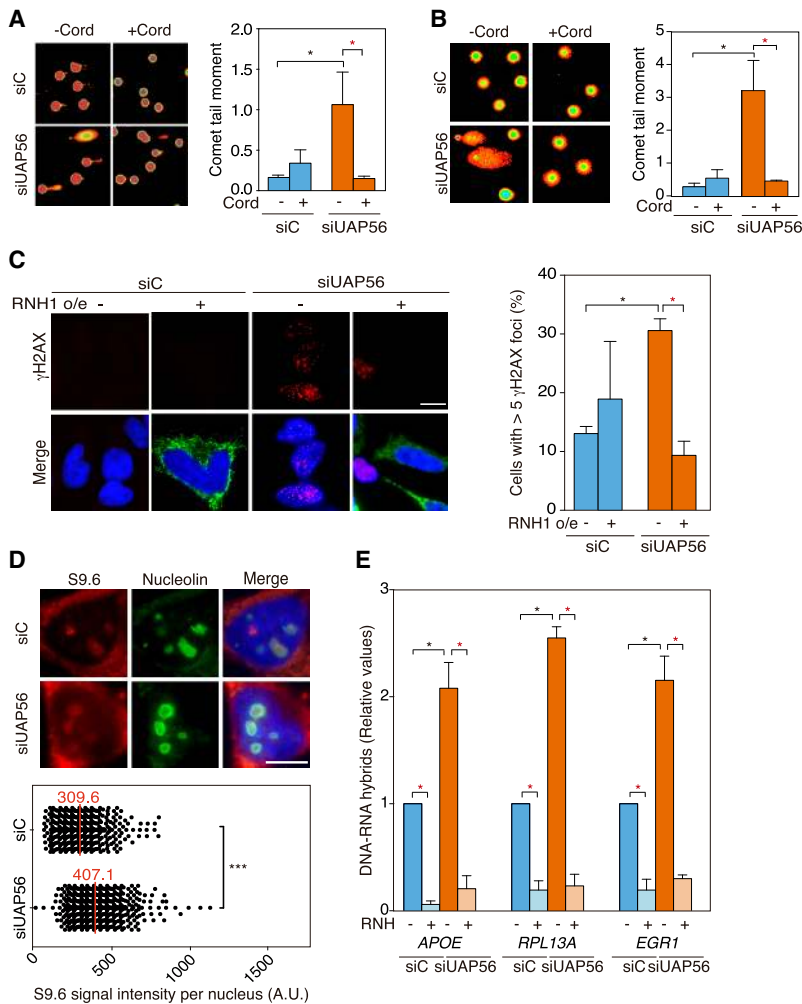 A
-Cord +Cord
siC
siUAP56
Comet tail moment
2.0
1.5
1.0
0.5
0.0
* *
Cord - + - +
siC siUAP56
B
-Cord +Cord
siC
siUAP56
Comet tail moment
5
4
3
2
1
0
* *
Cord - + - +
siC siUAP56
C
siC siUAP56
RNH1 o/e - + - +
γH2AX
Merge
Cells with > 5 γH2AX foci (%)
40
30
20
10
0
* *
RNH1 o/e - + - +
siC siUAP56
D
S9.6 Nucleolin Merge
siC
siUAP56
309.6
siC
407.1
siUAP56
***
0 500 1000 1500
S9.6 signal intensity per nucleus (A.U.)
E
DNA-RNA hybrids (Relative values)
3
2
1
0
* * * * * *
* * *
RNH - + - + - + - + - + - +
APOE RPL13A EGR1
siC siUAP56 siC siUAP56 siC siUAP56